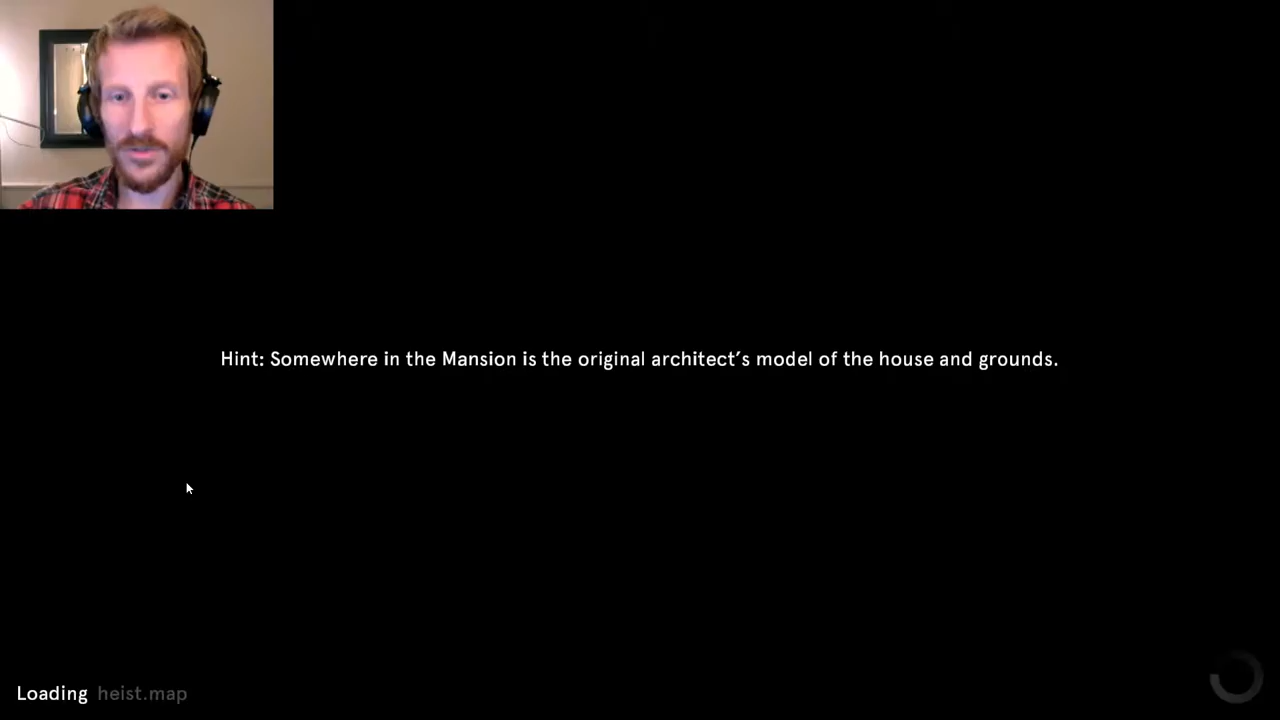 Hint: Somewhere in the Mansion is the original architect’s model of the house and grounds.
Loading heist.map